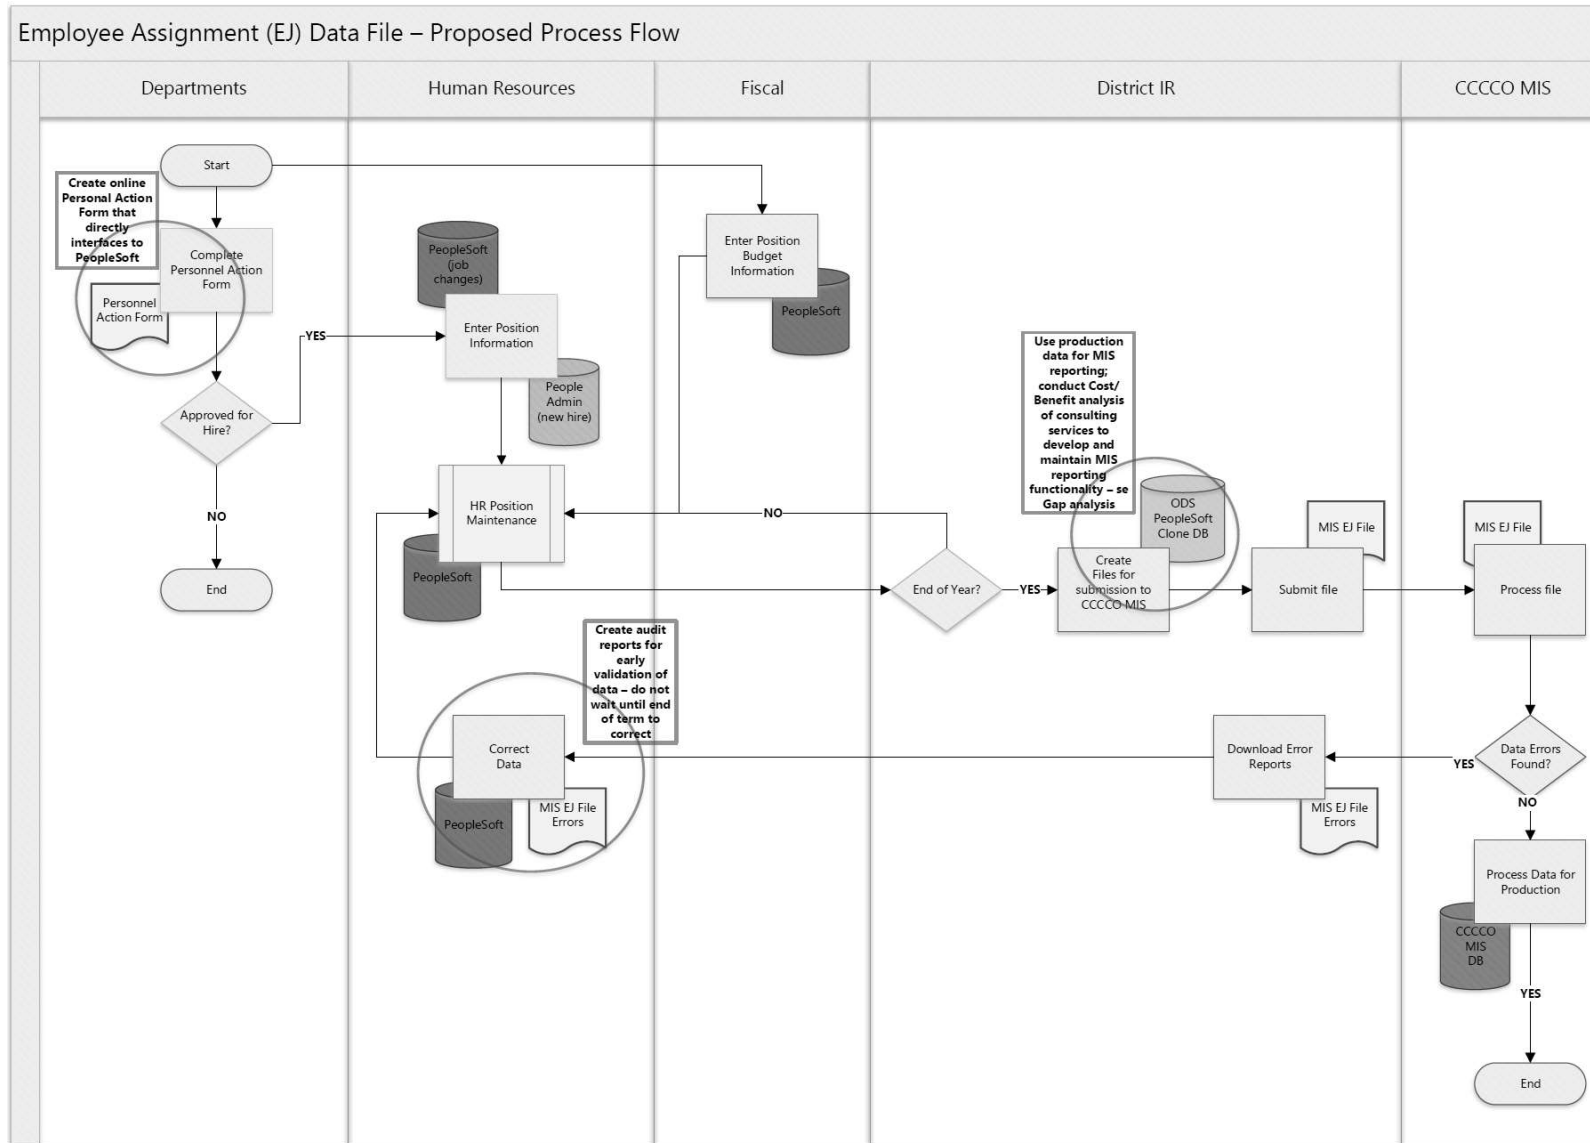 Employee Assignment (EJ) Data File – Proposed Process Flow
Departments
Human Resources
Fiscal
District IR
CCCCO MIS
Start
Create online
Personal Action
Form that
directly
interfaces to
PeopleSoft
Complete
Personnel Action
Form
Personnel
Action Form
Approved for
Hire?
YES
NO
End
PeopleSoft
(job
changes)
Enter Position
Information
People
Admin
(new hire)
HR Position
Maintenance
PeopleSoft
Enter Position
Budget
Information
PeopleSoft
NO
End of Year?
YES
Use production
data for MIS
reporting;
conduct Cost/
Benefit analysis
of consulting
services to
develop and
maintain MIS
reporting
functionality – se
Gap analysis
ODS
PeopleSoft
Clone DB
Create
Files for
submission to
CCCCO MIS
MIS EJ File
Submit file
MIS EJ File
Process file
Create audit
reports for
early
validation of
data – do not
wait until end
of term to
correct
Correct
Data
PeopleSoft
MIS EJ File
Errors
Download Error
Reports
MIS EJ File
Errors
YES
Data Errors
Found?
NO
Process Data for
Production
CCCCO
MIS
DB
YES
End